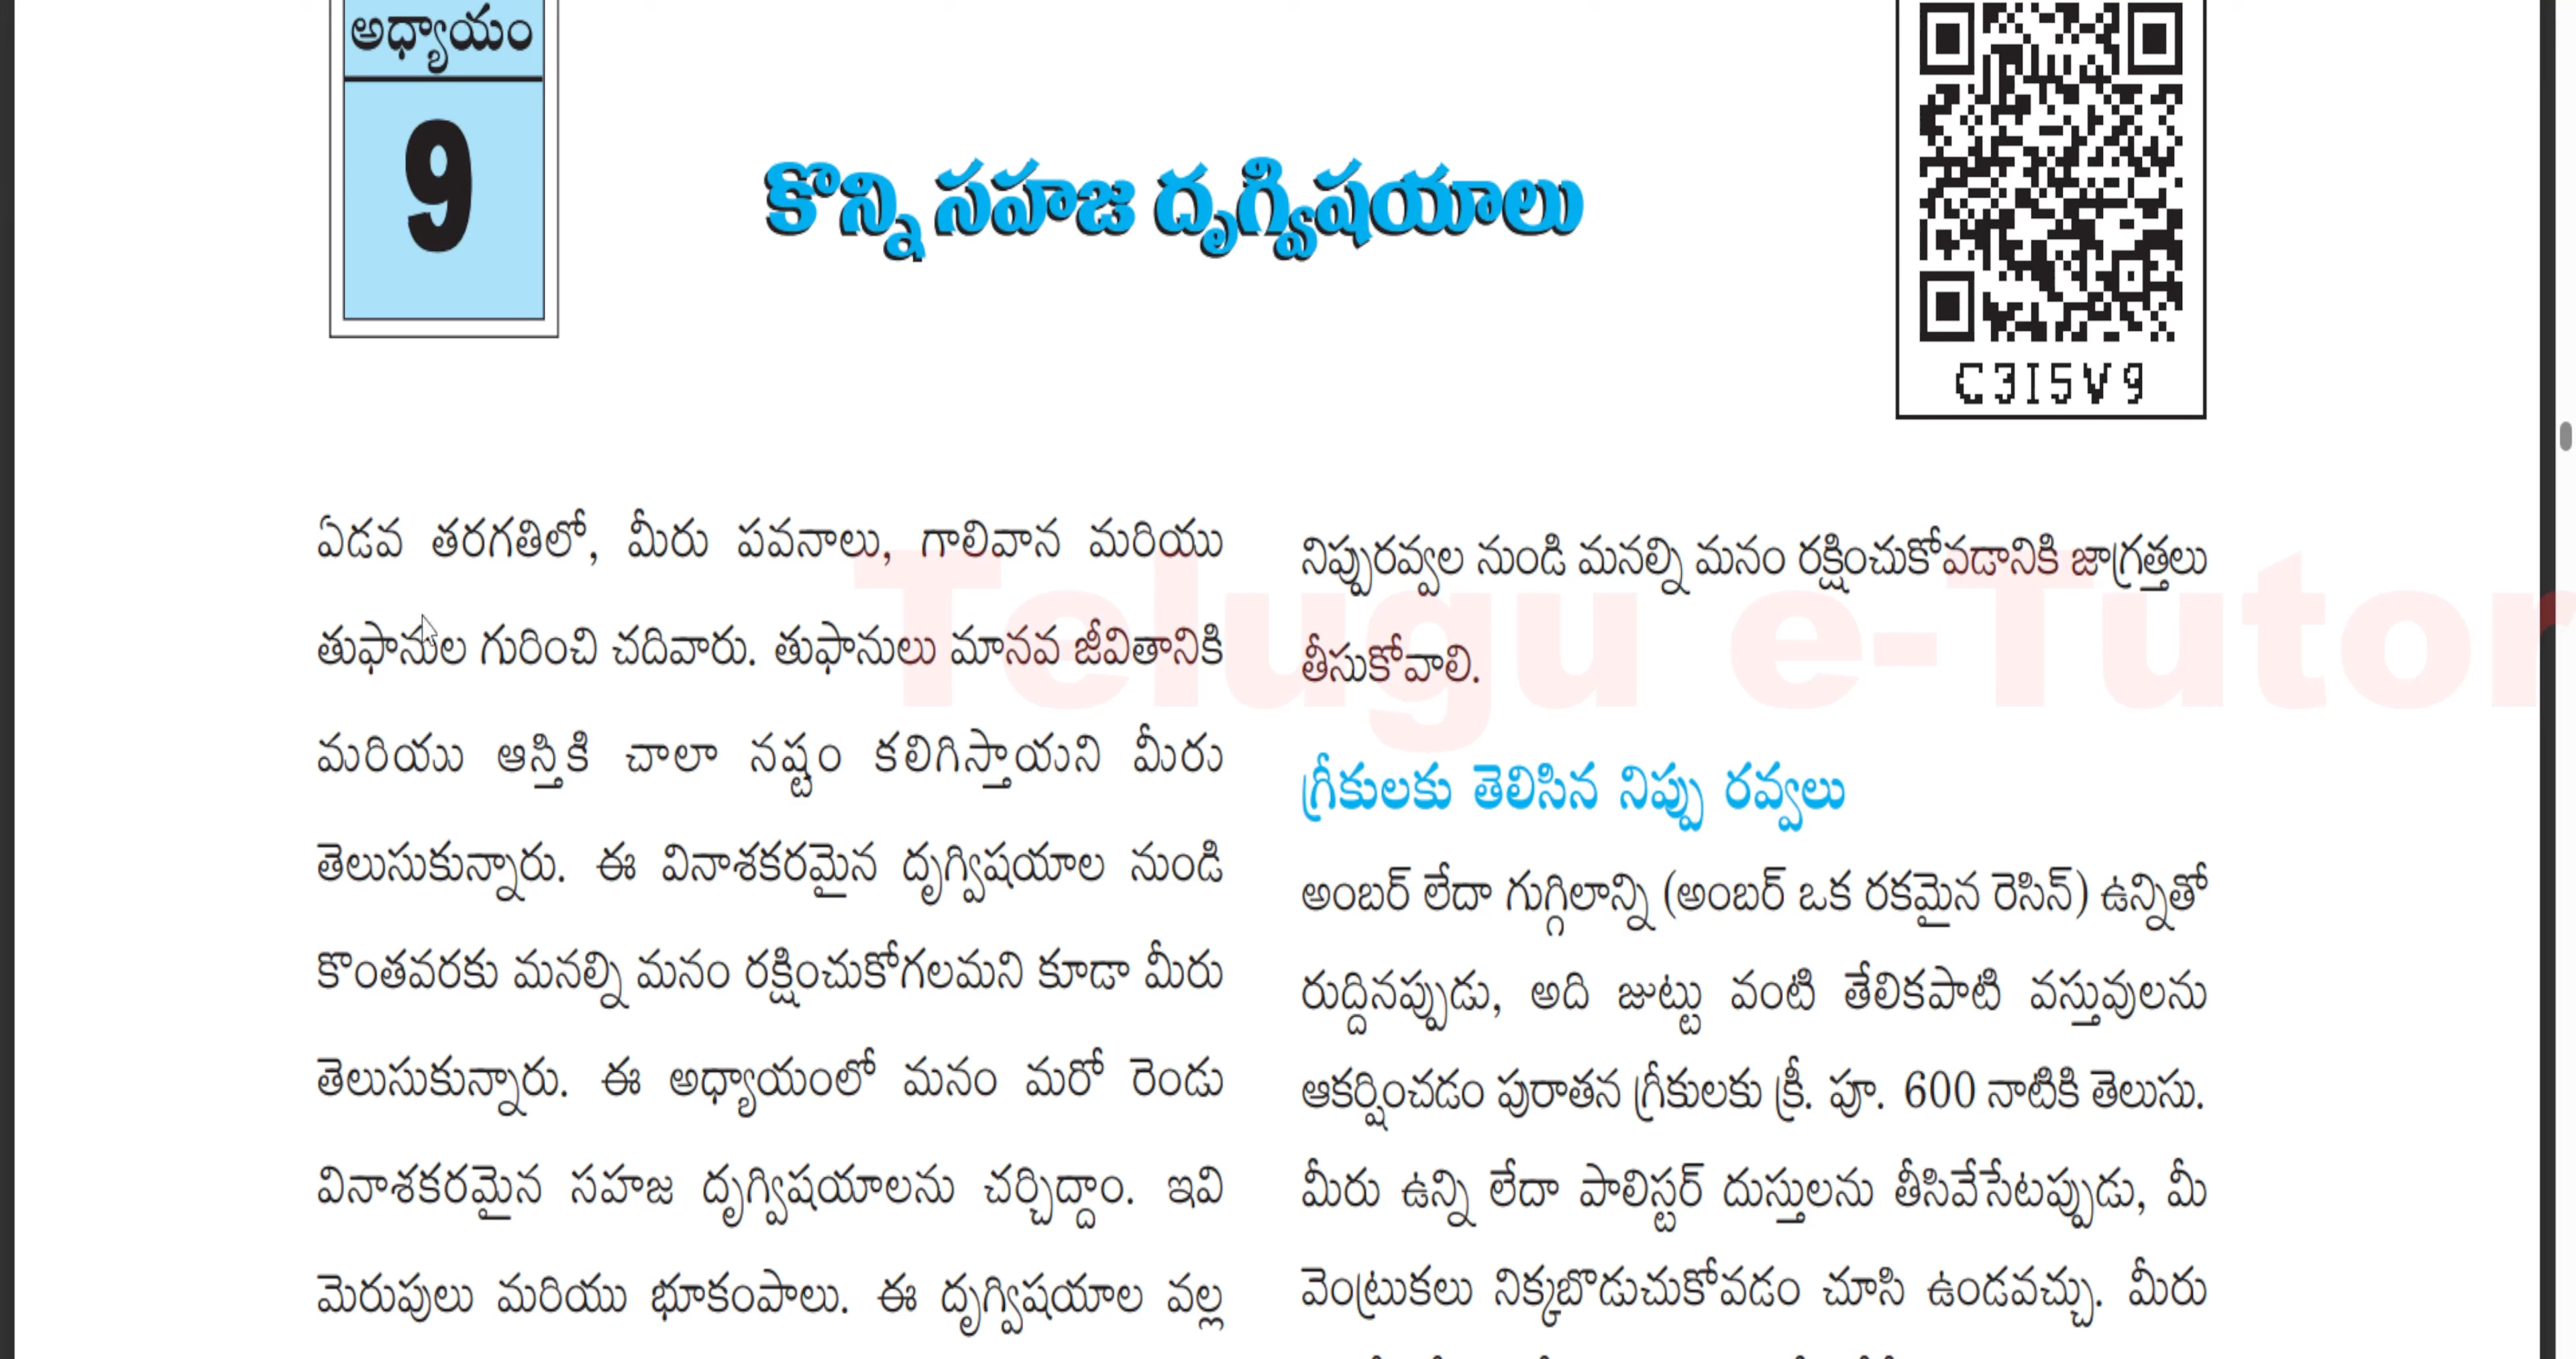 అధ్యాయం
9
కొన్ని సహజ దృగ్విషయాలు
C3I5V9
ఏడవ తరగతిలో, మీరు పవనాలు, గాలివాన మరియు
తుఫానుల గురించి చదివారు. తుఫానులు మానవ జీవితానికి
మరియు ఆస్తికి చాలా నష్టం కలిగిస్తాయని మీరు
తెలుసుకున్నారు. ఈ వినాశకరమైన దృగ్విషయాల నుండి
కొంతవరకు మనల్ని మనం రక్షించుకోగలమని కూడా మీరు
తెలుసుకున్నారు. ఈ అధ్యాయంలో మనం మరో రెండు
వినాశకరమైన సహజ దృగ్విషయాలను చర్చిద్దాం. ఇవి
మెరుపులు మరియు భూకంపాలు. ఈ దృగ్విషయాల వల్ల
నిప్పురవ్వల నుండి మనల్ని మనం రక్షించుకోవడానికి జాగ్రత్తలు
తీసుకోవాలి.
గ్రీకులకు తెలిసిన నిప్పు రవ్వలు
అంబర్ లేదా గుగ్గిలాన్ని (అంబర్ ఒక రకమైన రెసిన్) ఉన్నితో
రుద్దినప్పుడు, అది జుట్టు వంటి తేలికపాటి వస్తువులను
ఆకర్షించడం పురాతన గ్రీకులకు క్రీ. పూ. 600 నాటికి తెలుసు.
మీరు ఉన్ని లేదా పాలిస్టర్ దుస్తులను తీసివేసేటప్పుడు, మీ
వెంట్రుకలు నిక్కబొడుచుకోవడం చూసి ఉండవచ్చు. మీరు
Telugu e-Tutor